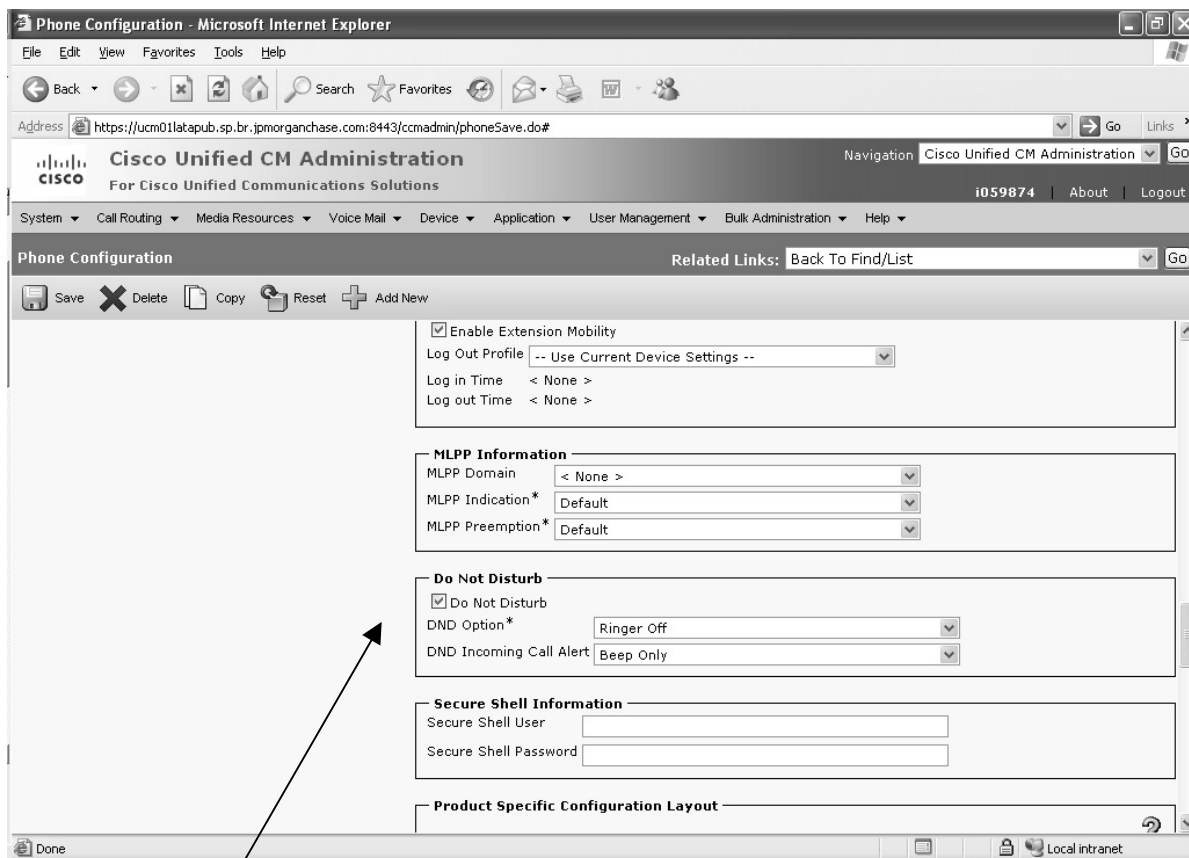 Phone Configuration - Microsoft Internet Explorer
File Edit View Favorites Tools Help
Back Search Favorites
Address https://ucm01latapub.sp.br.jpmorganchase.com:8443/ccmadmin/phoneSave.do# Go Links
cisco
Cisco Unified CM Administration
For Cisco Unified Communications Solutions
Navigation Cisco Unified CM Administration Go
i059874 | About | Logout
System Call Routing Media Resources Voice Mail Device Application User Management Bulk Administration Help
Phone Configuration Related Links: Back To Find/List Go
Save Delete Copy Reset Add New
Enable Extension Mobility
Log Out Profile -- Use Current Device Settings --
Log in Time < None >
Log out Time < None >
MLPP Information
MLPP Domain < None >
MLPP Indication* Default
MLPP Preemption* Default
Do Not Disturb
Do Not Disturb
DND Option* Ringer Off
DND Incoming Call Alert Beep Only
Secure Shell Information
Secure Shell User
Secure Shell Password
Product Specific Configuration Layout
Done Local intranet